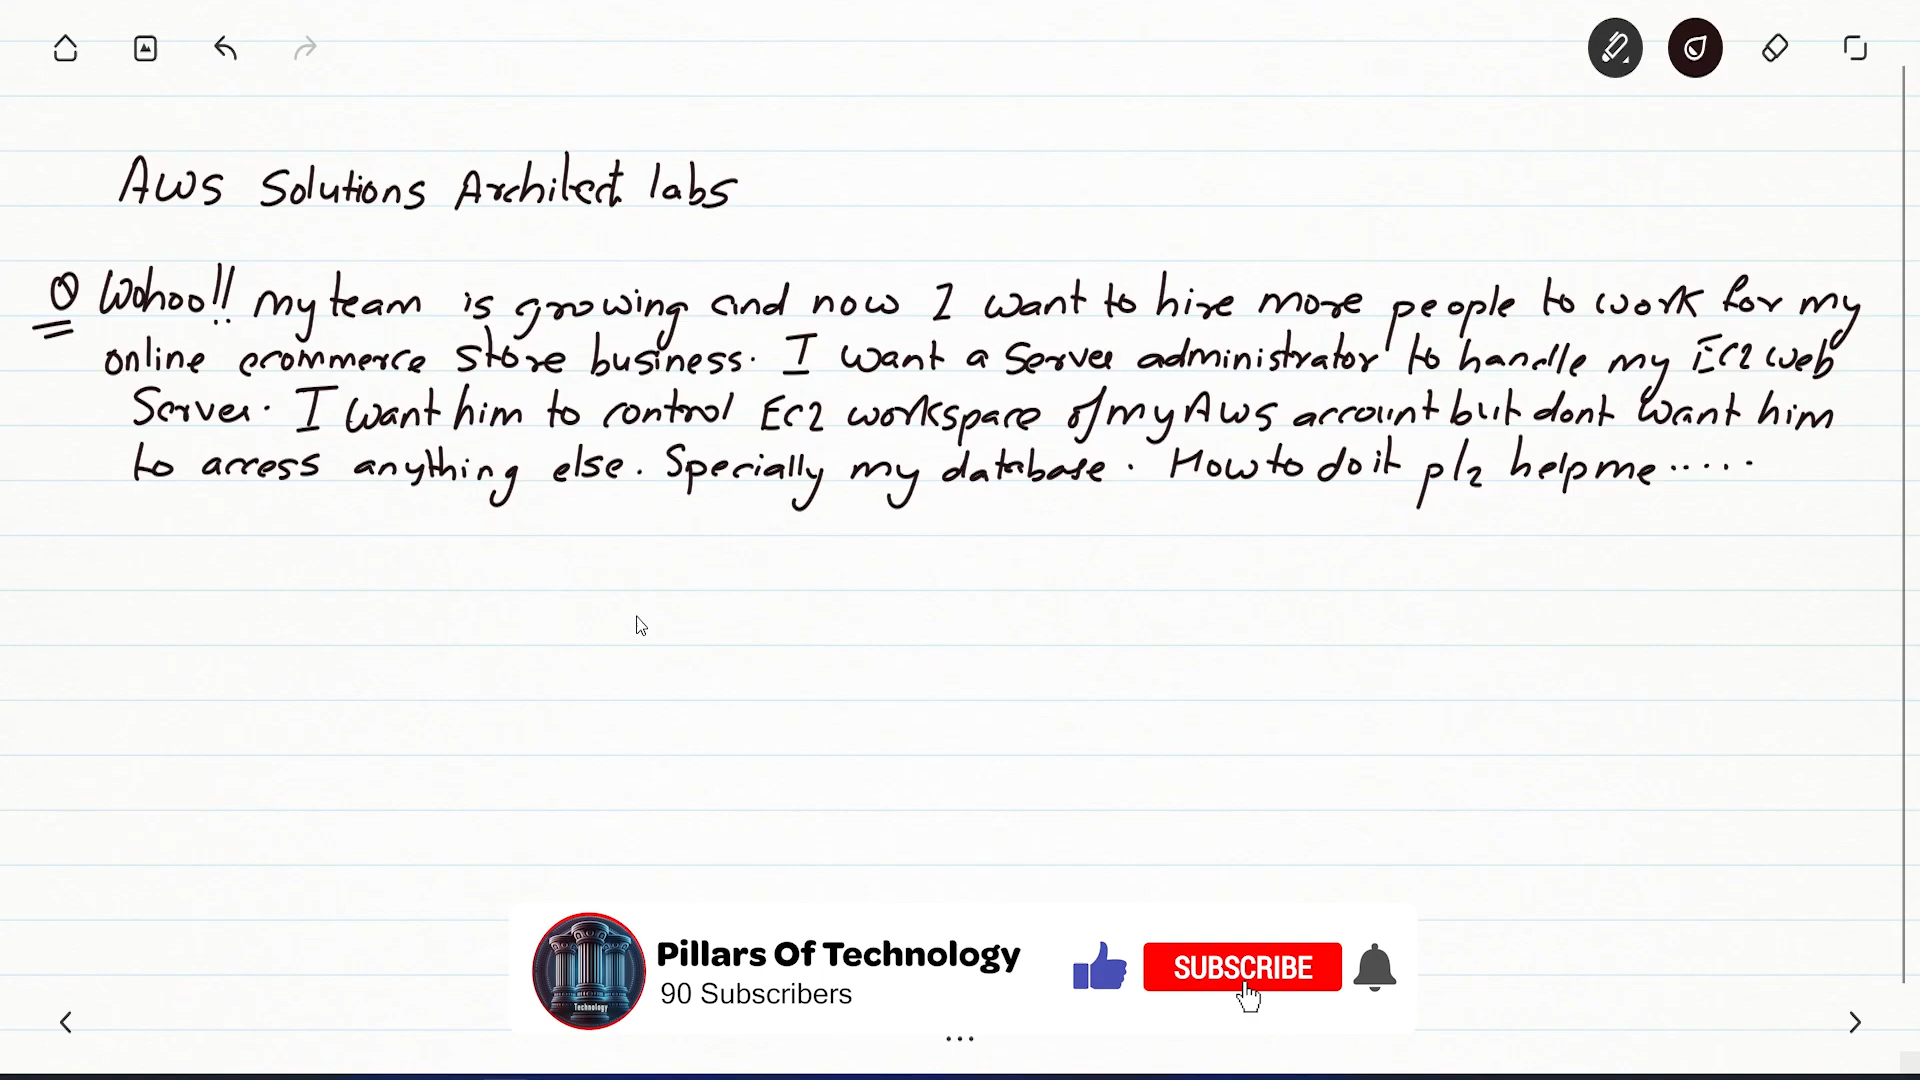 AWS Solutions Architect labs
Q Wohoo!! my team is growing and now I want to hire more people to work for my
online ecommerce store business. I want a Server administrator to handle my EC2 web
Server. I want him to control EC2 workspace of my AWS account but dont want him
to access anything else. Specially my database. How to do it plz help me.....
Pillars Of Technology
90 Subscribers
SUBSCRIBE
Technology